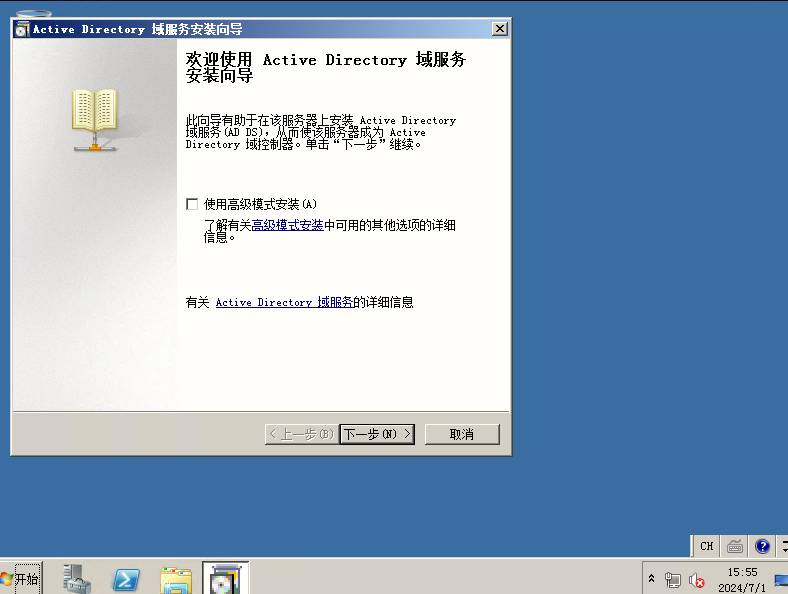 Active Directory 域服务安装向导
欢迎使用 Active Directory 域服务
安装向导
此向导有助于在该服务器上安装 Active Directory
域服务(AD DS)，从而使该服务器成为 Active
Directory 域控制器。单击“下一步”继续。
使用高级模式安装(A)
了解有关高级模式安装中可用的其他选项的详细
信息。
有关 Active Directory 域服务的详细信息
< 上一步(B)
下一步(N) >
取消
CH
开始
15:55
2024/7/1